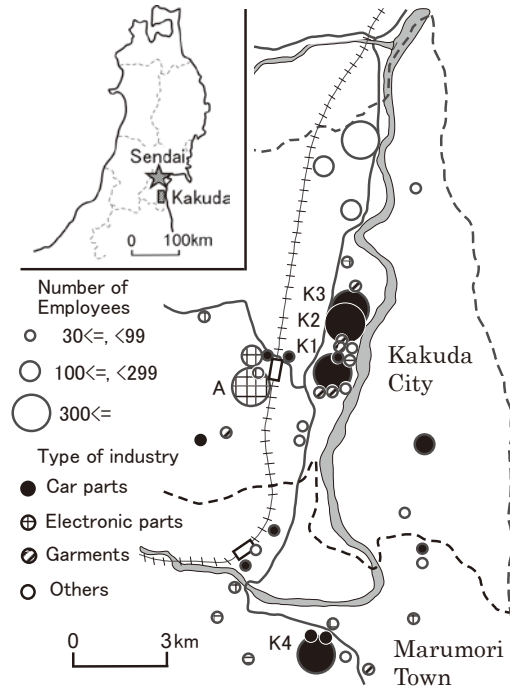 Sendai
Kakuda
0 100km
Number of
Employees
30<=, <99
100<=, <299
300<=
Type of industry
Car parts
Electronic parts
Garments
Others
0 3km
K3
K2
K1
A
Kakuda
City
K4
Marumori
Town